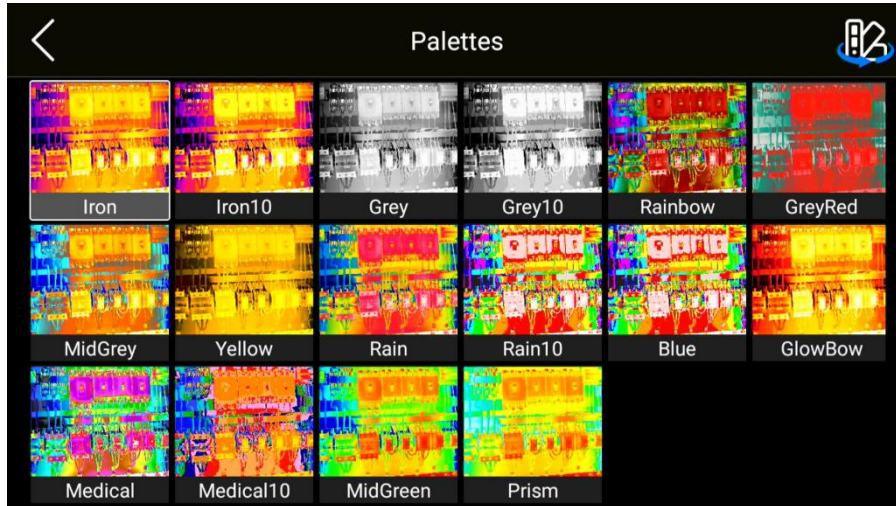 Palettes
Iron Iron10 Grey Grey10 Rainbow GreyRed
MidGrey Yellow Rain Rain10 Blue GlowBow
Medical Medical10 MidGreen Prism